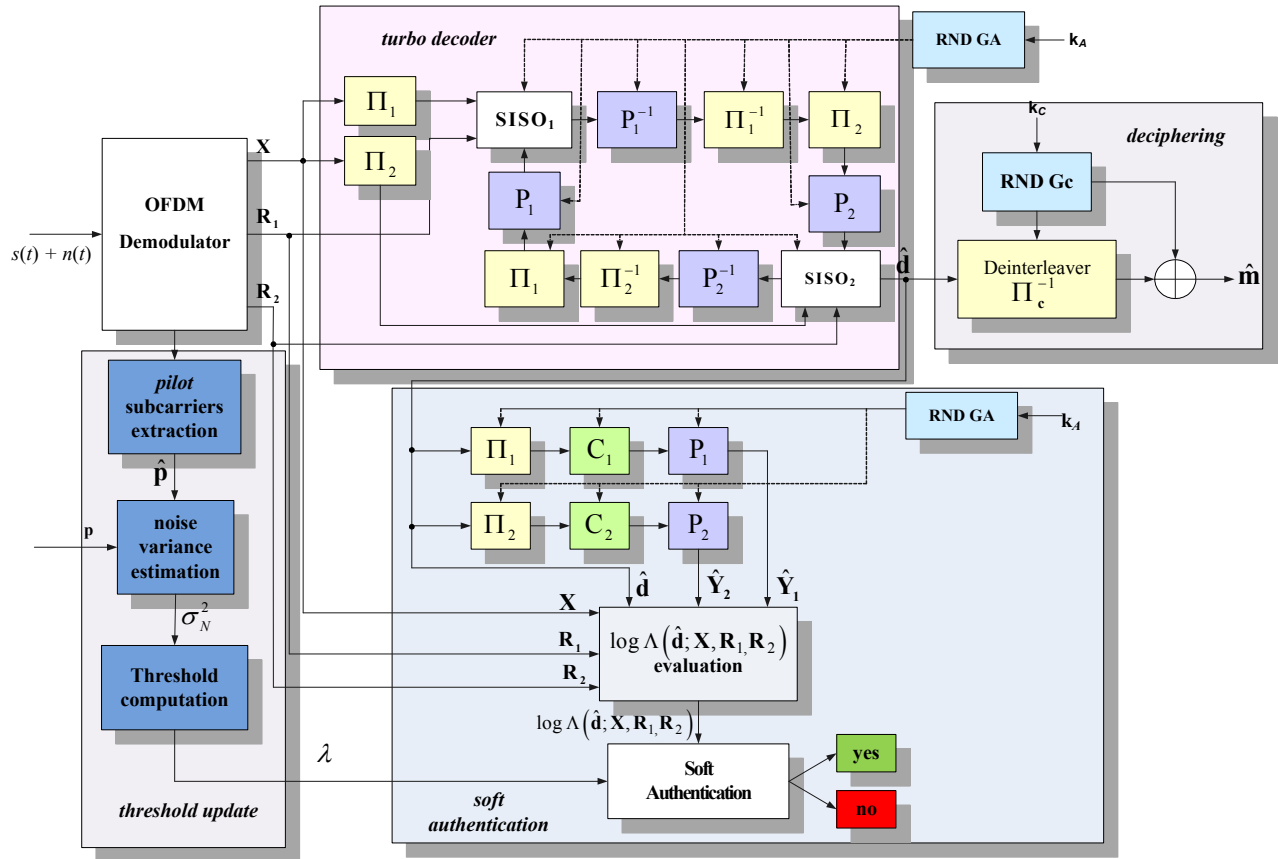 turbo decoder
RND GA
k_A
Π₁
Π₂
SISO₁
P₁⁻¹
Π₁⁻¹
Π₂
P₁
P₂
Π₁
Π₂⁻¹
P₂⁻¹
SISO₂
OFDM
Demodulator
s(t) + n(t)
X
R₁
R₂
d̂
k_C
deciphering
RND Gc
Deinterleaver
Π_c⁻¹
m̂
pilot
subcarriers
extraction
p̂
p
noise
variance
estimation
σ_N²
Threshold
computation
λ
threshold update
RND GA
k_A
Π₁
C₁
P₁
Π₂
C₂
P₂
d̂
Ŷ₂
Ŷ₁
X
R₁
R₂
log Λ(d̂; X, R₁, R₂)
evaluation
log Λ(d̂; X, R₁, R₂)
Soft
Authentication
yes
no
soft
authentication